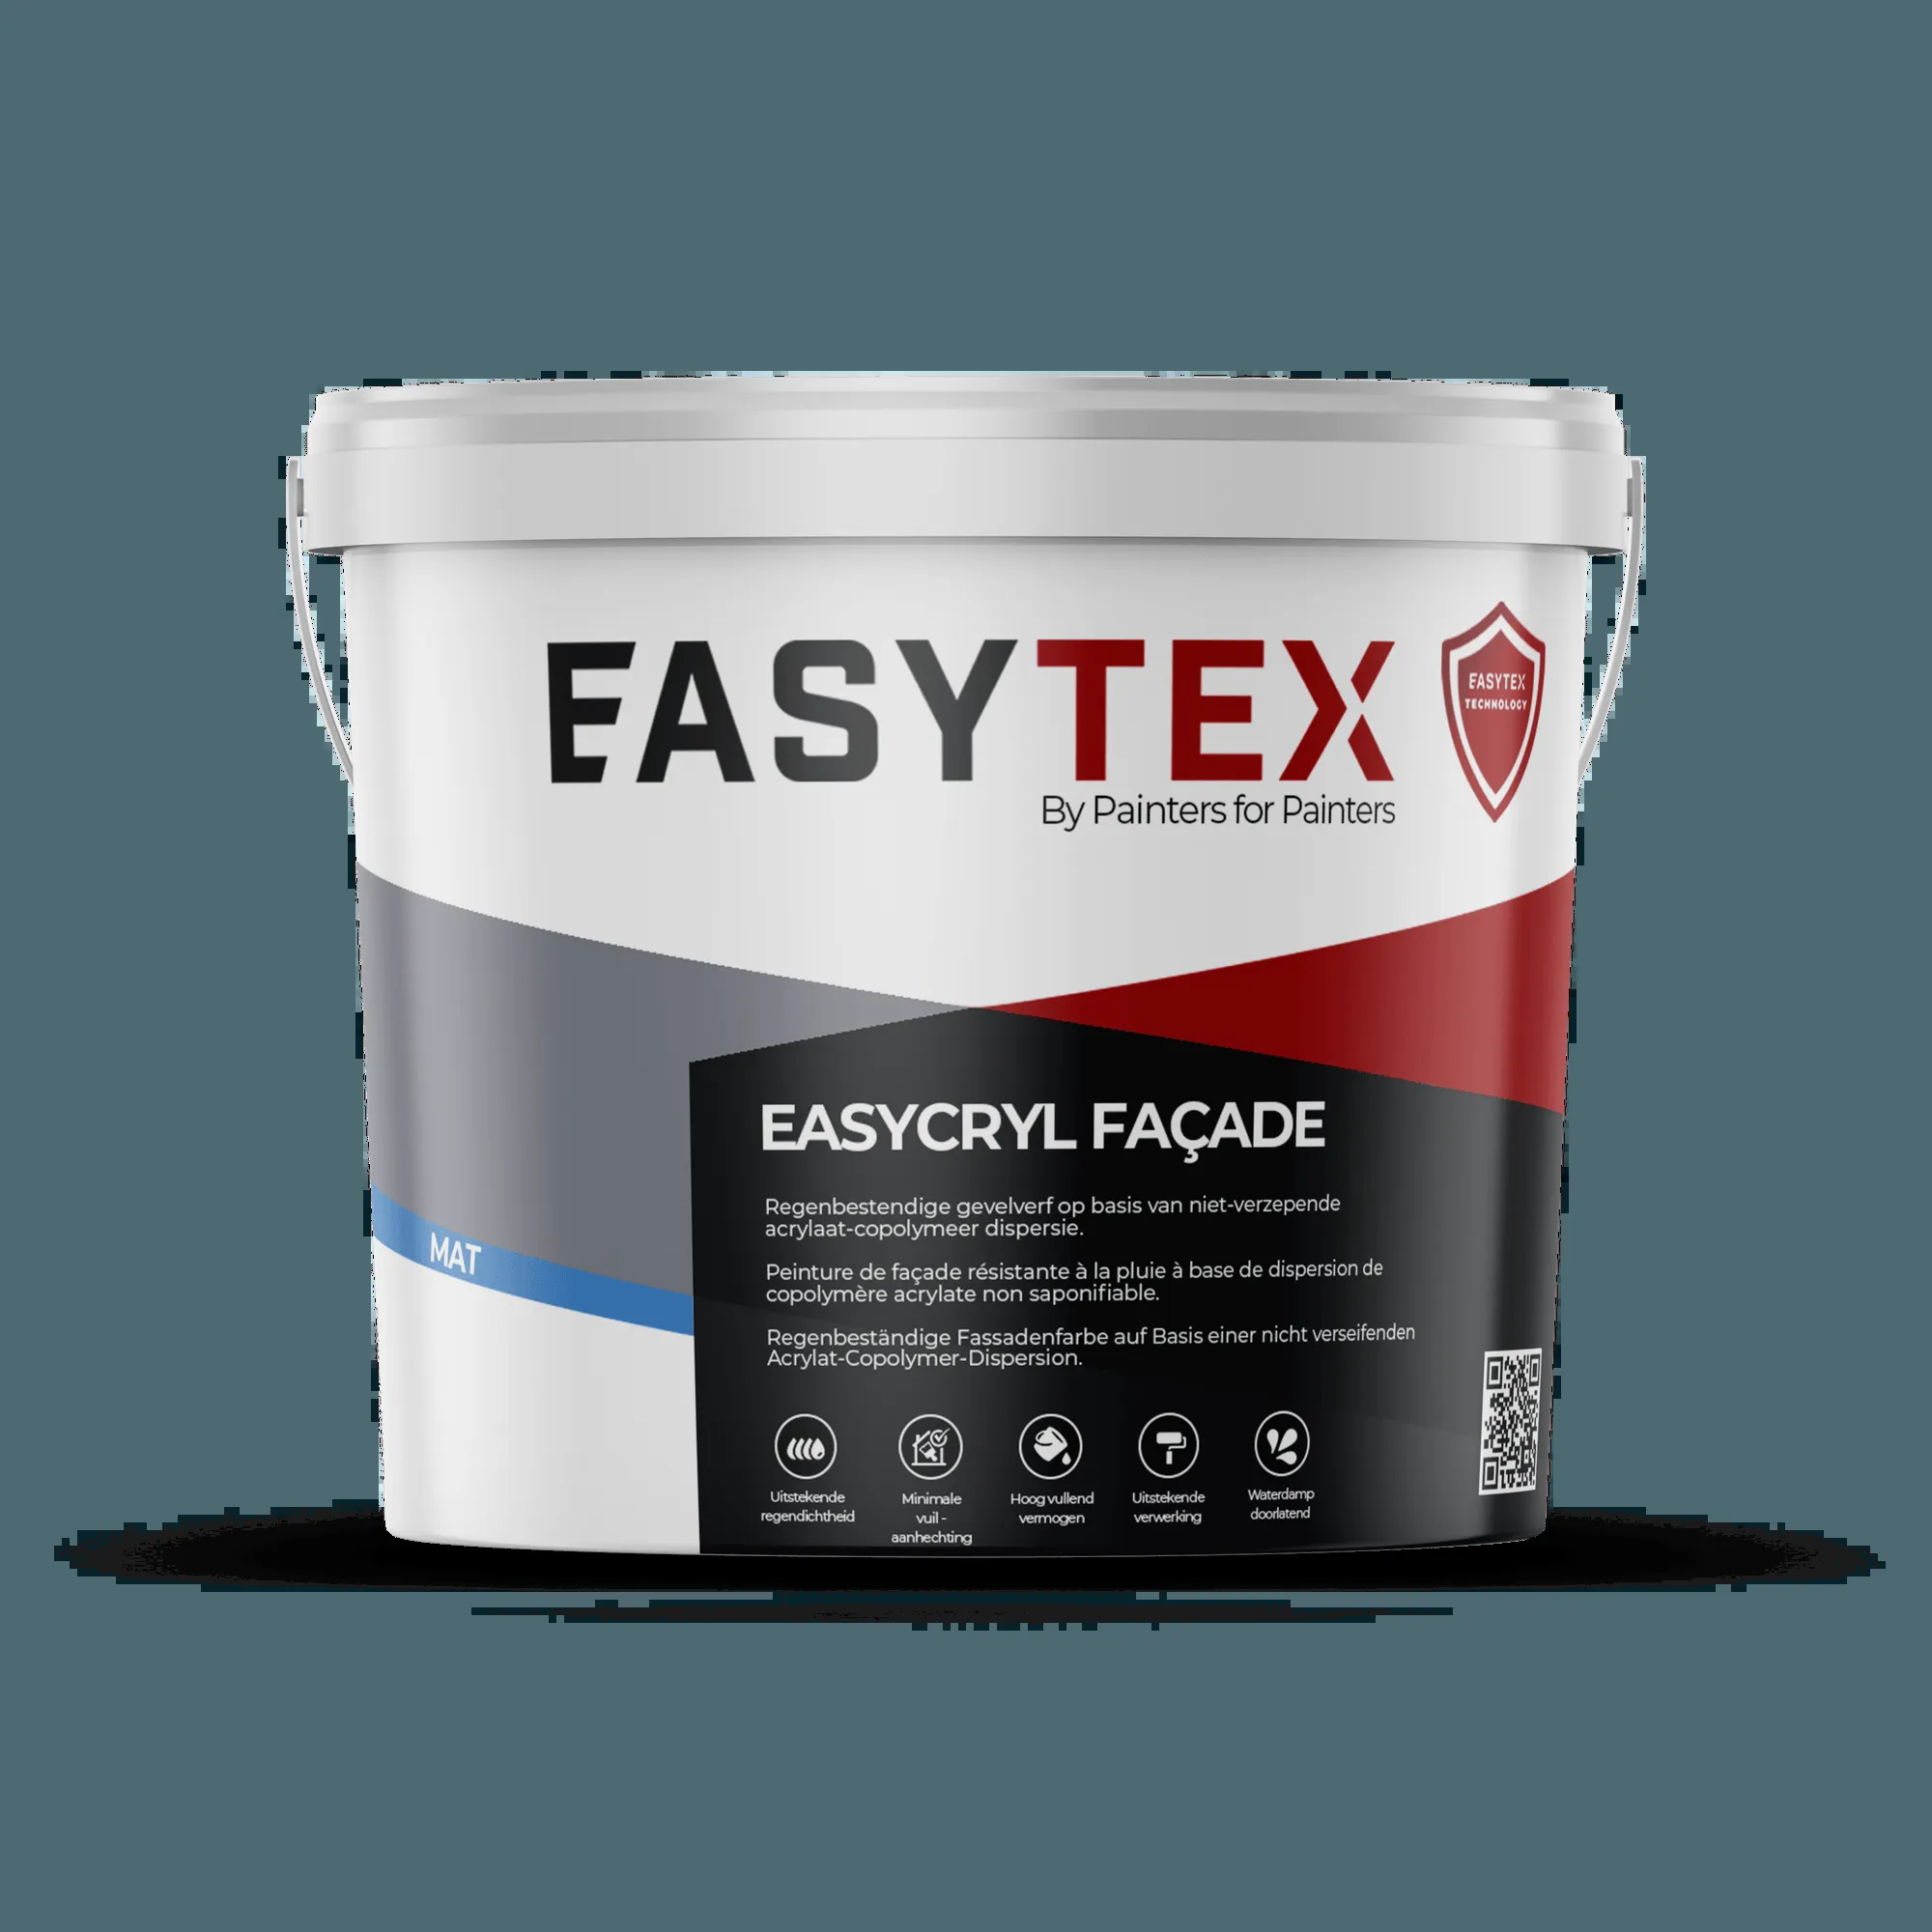 EASYTEX
By Painters for Painters
EASYTEX
TECHNOLOGY
MAT
EASYCRYL FAÇADE
Regenbestendige gevelverf op basis van niet-verzepende
acrylaat-copolymeer dispersie.
Peinture de façade résistante à la pluie à base de dispersion de
copolymère acrylate non saponifiable.
Regenbeständige Fassadenfarbe auf Basis einer nicht verseifenden
Acrylat-Copolymer-Dispersion.
Uitstekende
regendichtheid
Minimale
vuil -
aanhechting
Hoog vullend
vermogen
Uitstekende
verwerking
Waterdamp
doorlatend